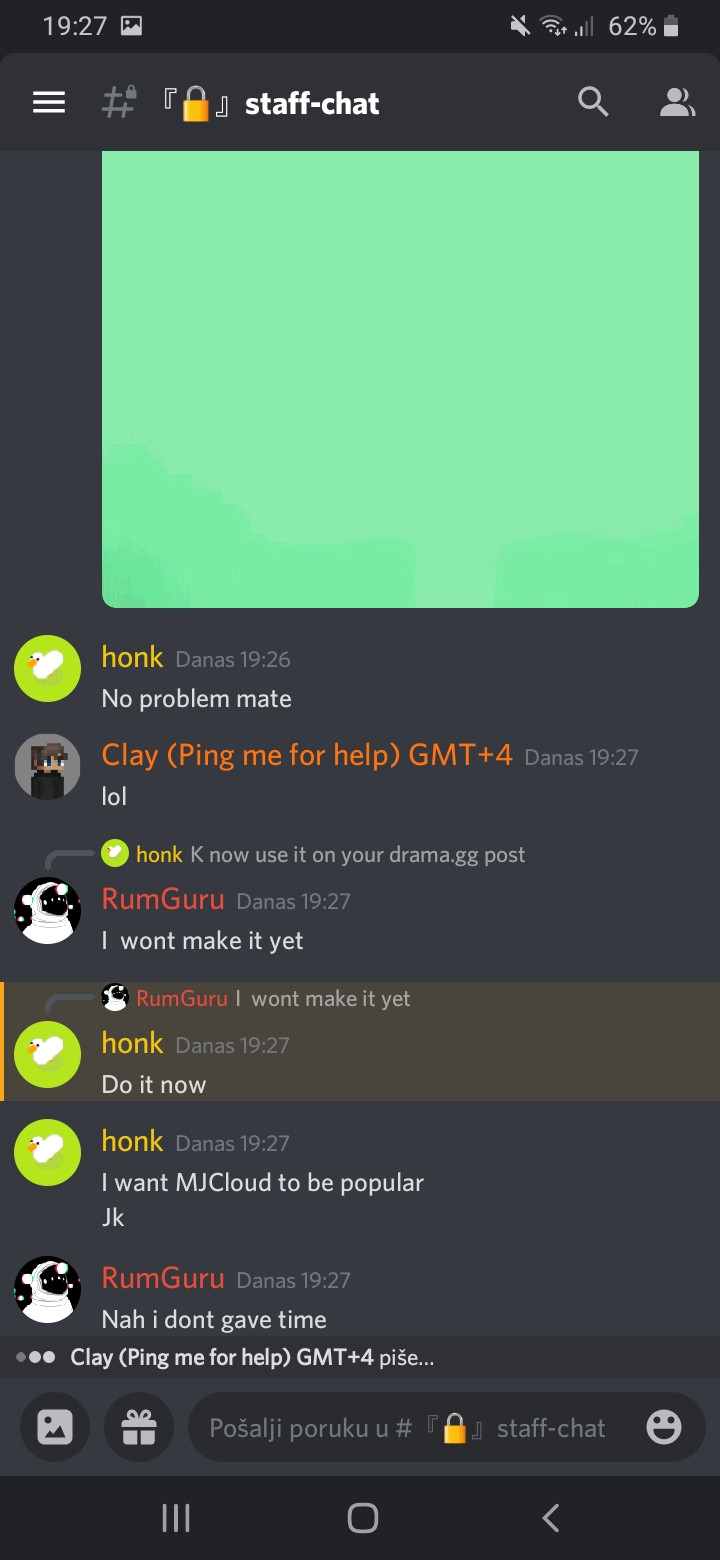 19:27 62%
# 『🔒』 staff-chat
honk Danas 19:26
No problem mate
Clay (Ping me for help) GMT+4 Danas 19:27
lol
honk K now use it on your drama.gg post
RumGuru Danas 19:27
I wont make it yet
RumGuru I wont make it yet
honk Danas 19:27
Do it now
honk Danas 19:27
I want MJCloud to be popular
Jk
RumGuru Danas 19:27
Nah i dont gave time
Clay (Ping me for help) GMT+4 piše...
Pošalji poruku u # 『🔒』 staff-chat